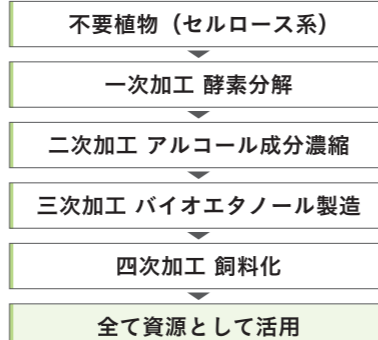 不要植物（セルロース系）
一次加工 酵素分解
二次加工 アルコール成分濃縮
三次加工 バイオエタノール製造
四次加工 飼料化
全て資源として活用